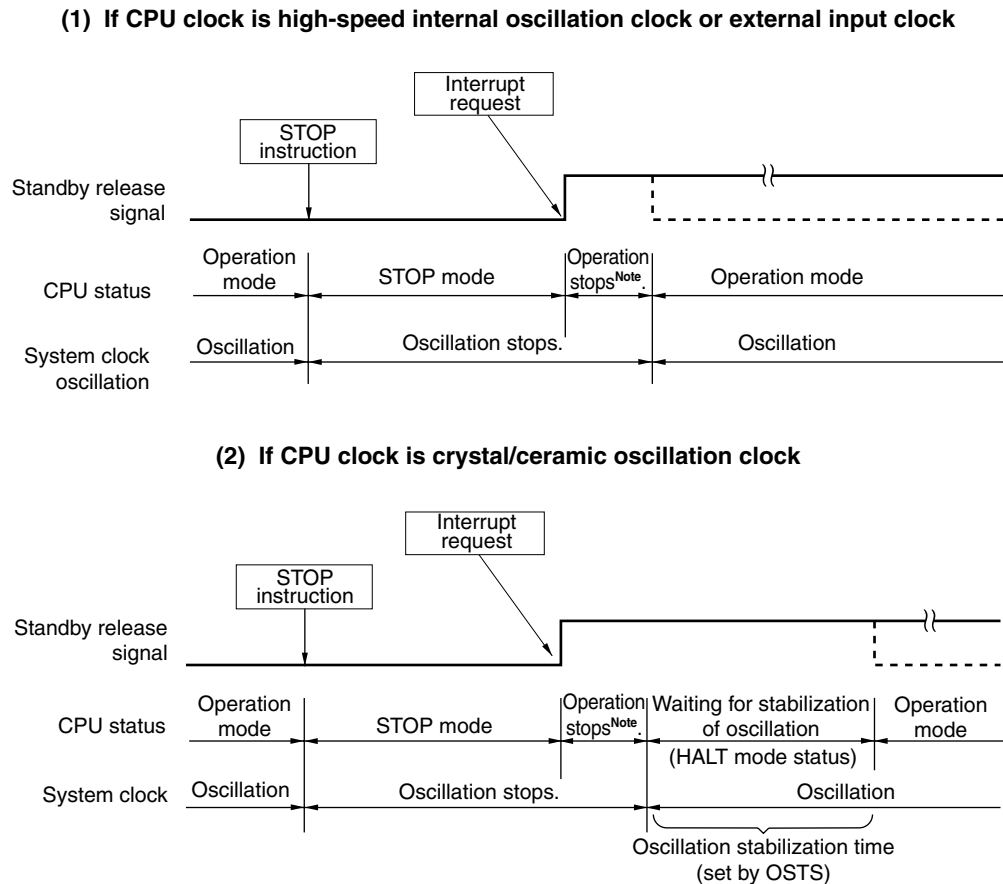 (1) If CPU clock is high-speed internal oscillation clock or external input clock
Interrupt
request
STOP
instruction
Standby release
signal
Operation
mode
STOP mode
Operation
stopsNote.
Operation mode
CPU status
Oscillation
Oscillation stops.
Oscillation
System clock
oscillation
(2) If CPU clock is crystal/ceramic oscillation clock
Interrupt
request
STOP
instruction
Standby release
signal
Operation
mode
STOP mode
Operation
stopsNote.
Waiting for stabilization
of oscillation
(HALT mode status)
Operation
mode
CPU status
System clock
Oscillation
Oscillation stops.
Oscillation
Oscillation stabilization time
(set by OSTS)